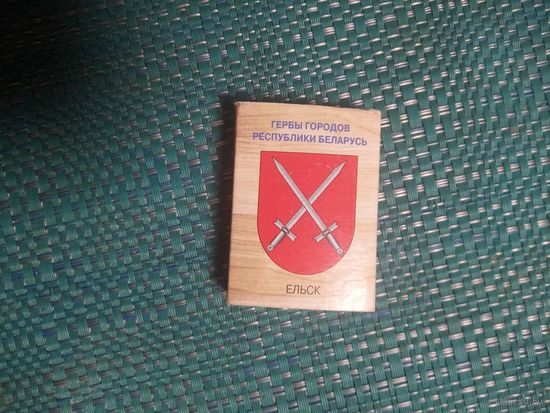 ГЕРБЫ ГОРОДОВ
РЕСПУБЛИКИ БЕЛАРУСЬ
ЕЛЬСК